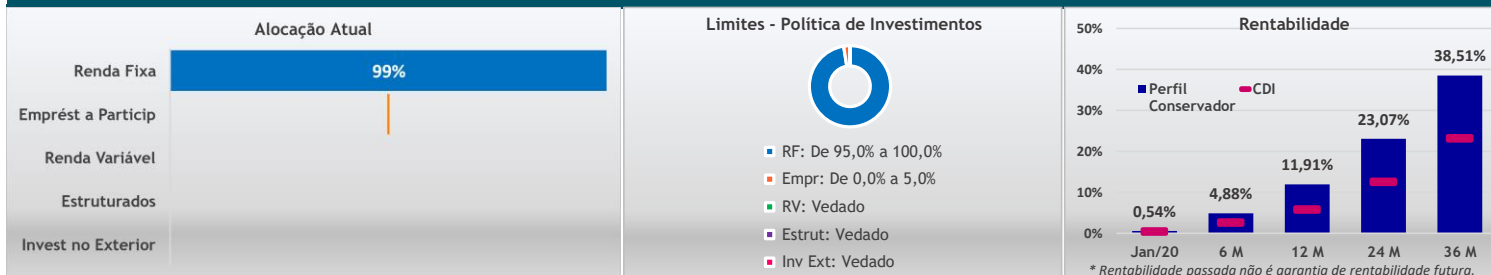 Alocação Atual
Renda Fixa
99%
Emprést a Particip
Renda Variável
Estruturados
Invest no Exterior
Limites - Política de Investimentos
RF: De 95,0% a 100,0%
Empr: De 0,0% a 5,0%
RV: Vedado
Estrut: Vedado
Inv Ext: Vedado
Rentabilidade
50%
40%
30%
20%
10%
0%
Perfil Conservador
CDI
0,54%
4,88%
11,91%
23,07%
38,51%
Jan/20 6 M 12 M 24 M 36 M
* Rentabilidade passada não é garantia de rentabilidade futura.